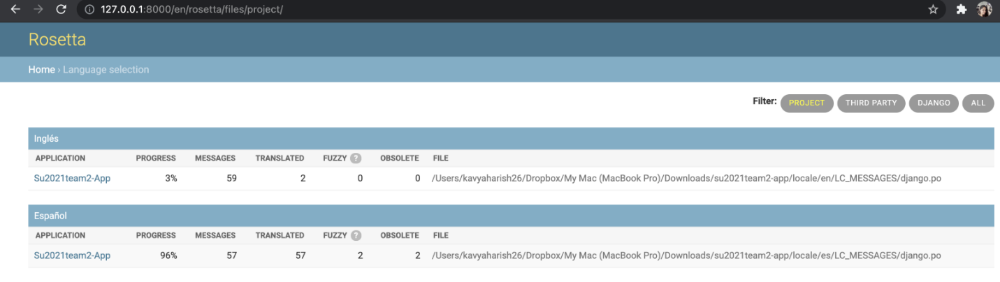 127.0.0.1:8000/en/rosetta/files/project/
Rosetta
Home › Language selection
Filter: PROJECT THIRD PARTY DJANGO ALL
Inglés
APPLICATION PROGRESS MESSAGES TRANSLATED FUZZY ? OBSOLETE FILE
Su2021team2-App 3% 59 2 0 0 /Users/kavyaharish26/Dropbox/My Mac (MacBook Pro)/Downloads/su2021team2-app/locale/en/LC_MESSAGES/django.po
Español
APPLICATION PROGRESS MESSAGES TRANSLATED FUZZY ? OBSOLETE FILE
Su2021team2-App 96% 57 57 2 2 /Users/kavyaharish26/Dropbox/My Mac (MacBook Pro)/Downloads/su2021team2-app/locale/es/LC_MESSAGES/django.po